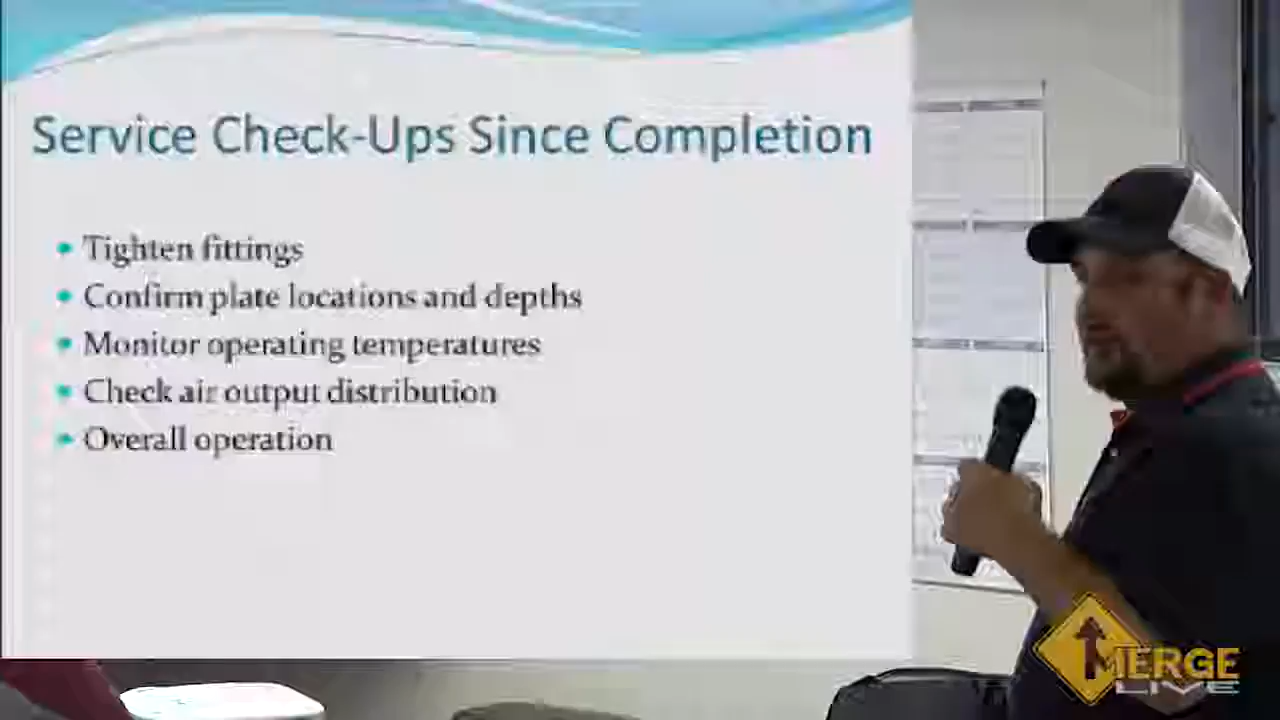 Service Check-Ups Since Completion
Tighten fittings
Confirm plate locations and depths
Monitor operating temperatures
Check air output distribution
Overall operation
MERGE
LIVE